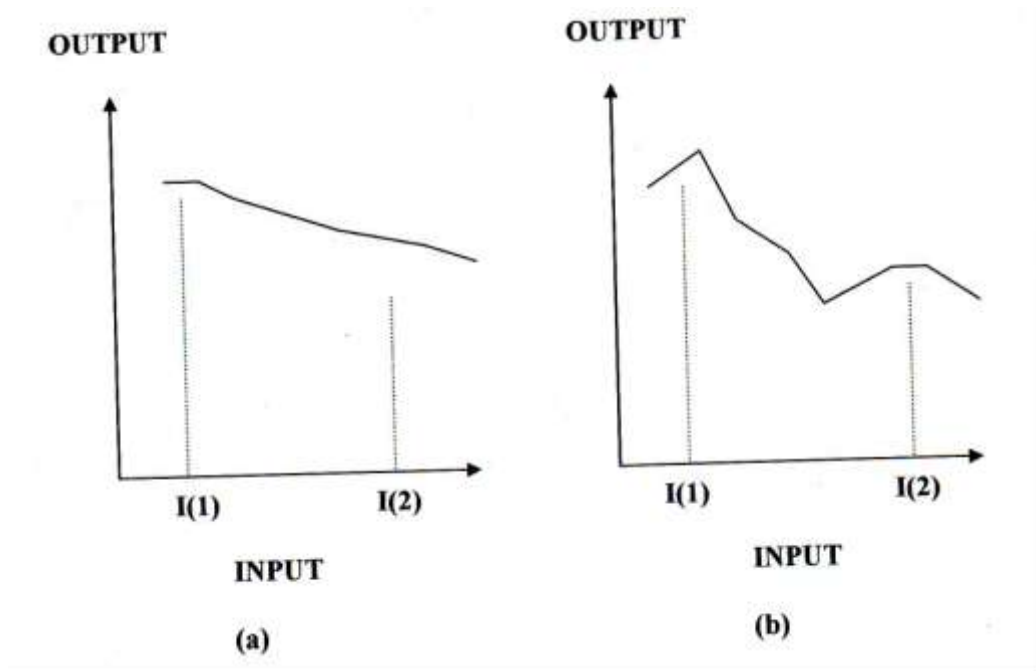 OUTPUT
I(1) I(2)
INPUT
(a)
OUTPUT
I(1) I(2)
INPUT
(b)